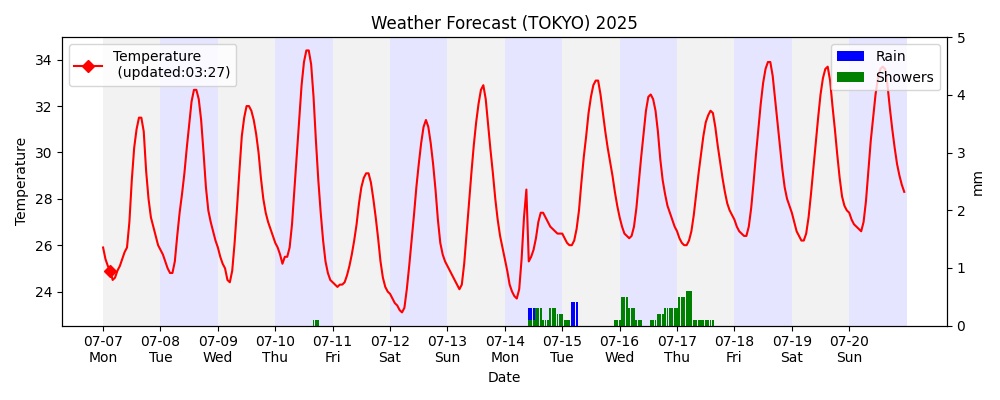 Weather Forecast (TOKYO) 2025
Temperature
(updated:03:27)
Rain
Showers
Temperature
34
32
30
28
26
24
5
4
3
2
1
0
mm
07-07 07-08 07-09 07-10 07-11 07-12 07-13 07-14 07-15 07-16 07-17 07-18 07-19 07-20
Mon Tue Wed Thu Fri Sat Sun Mon Tue Wed Thu Fri Sat Sun
Date